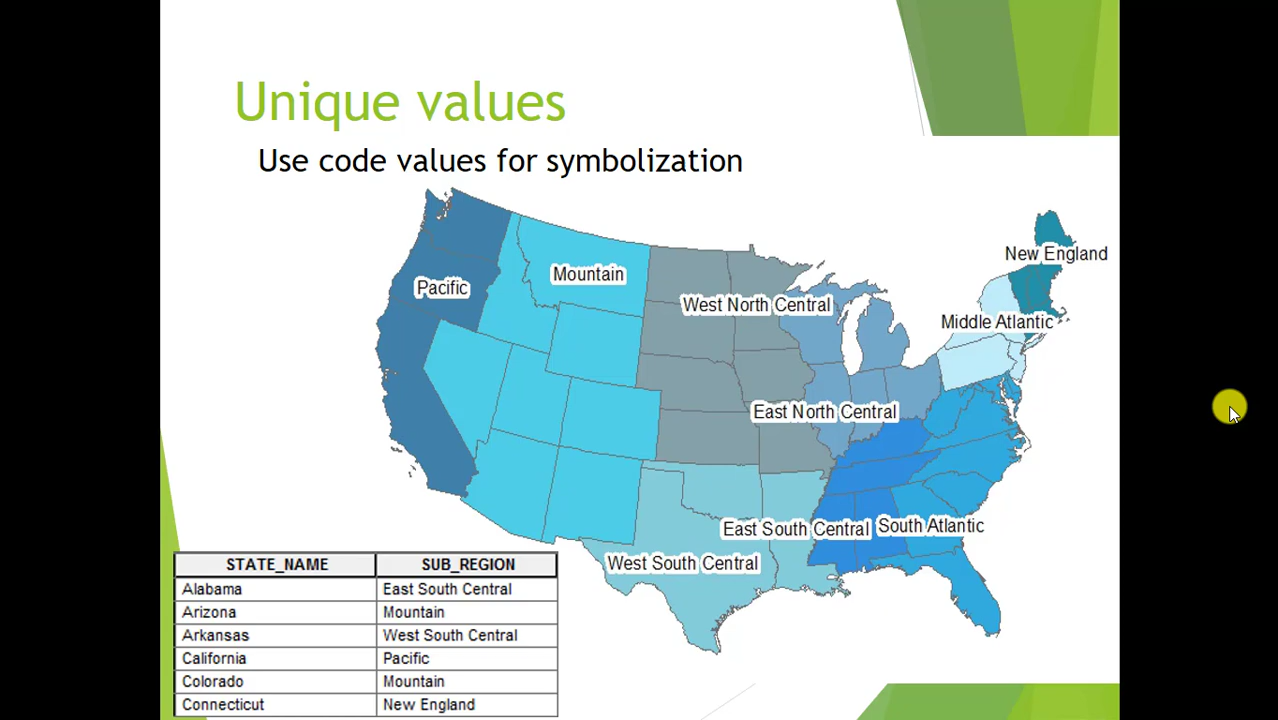 Unique values
Use code values for symbolization
New England
Mountain
Pacific
West North Central
Middle Atlantic
East North Central
East South Central
South Atlantic
West South Central
STATE_NAME SUB_REGION
Alabama East South Central
Arizona Mountain
Arkansas West South Central
California Pacific
Colorado Mountain
Connecticut New England